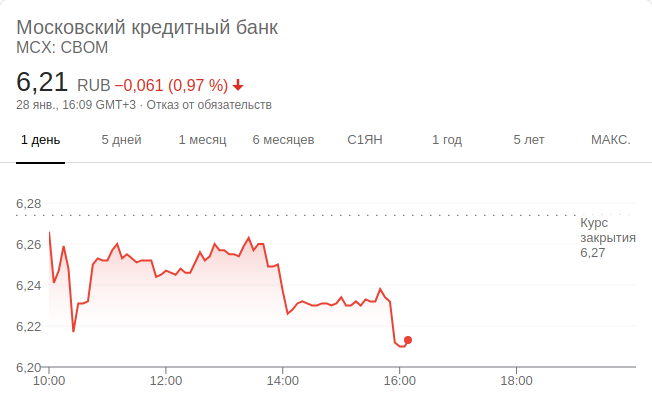 Московский кредитный банк
MCX: CBOM
6,21 RUB −0,061 (0,97 %)
28 янв., 16:09 GMT+3 · Отказ от обязательств
1 день 5 дней 1 месяц 6 месяцев С1ЯН 1 год 5 лет МАКС.
6,28
Курс
закрытия
6,27
6,26
6,24
6,22
6,20
10:00 12:00 14:00 16:00 18:00